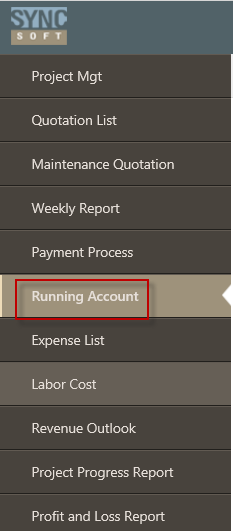 SYNC
SOFT
Project Mgt
Quotation List
Maintenance Quotation
Weekly Report
Payment Process
Running Account
Expense List
Labor Cost
Revenue Outlook
Project Progress Report
Profit and Loss Report